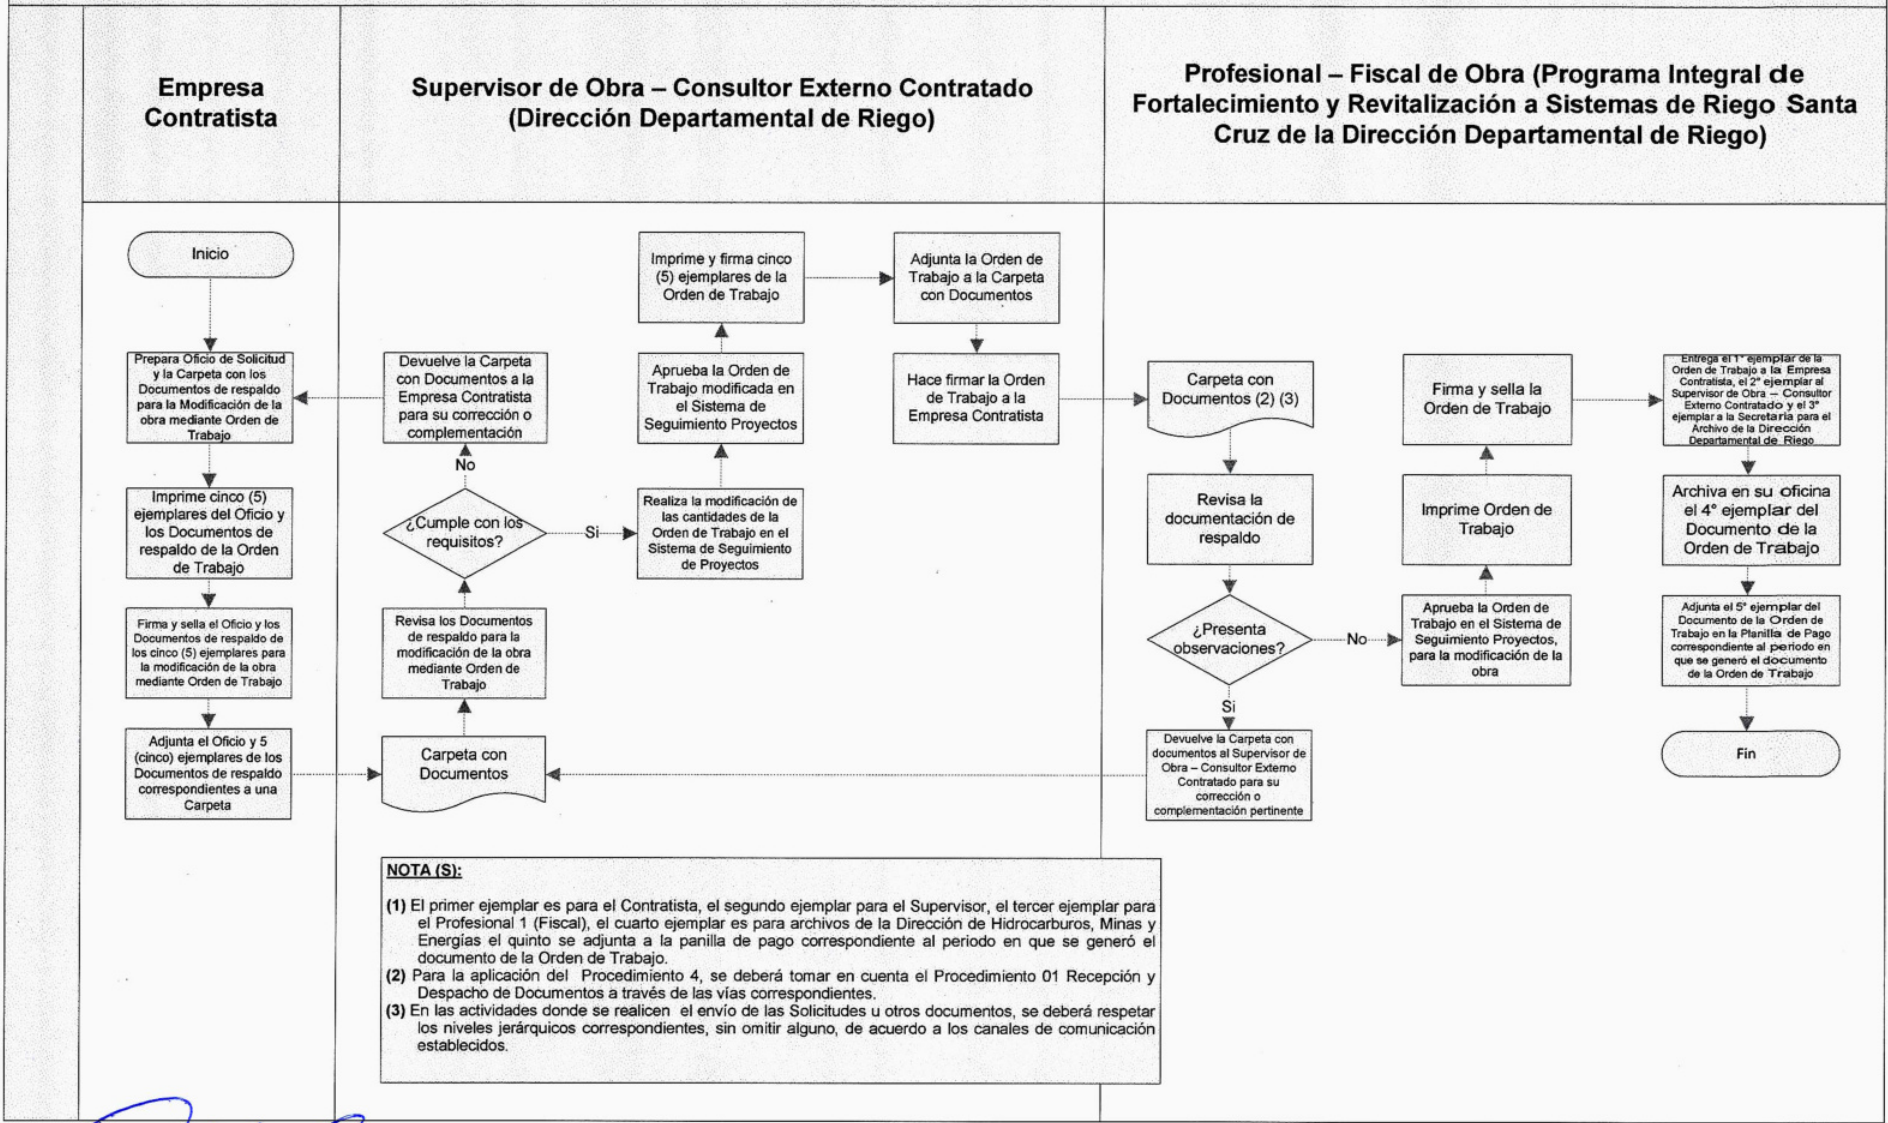 Empresa
Contratista
Supervisor de Obra – Consultor Externo Contratado
(Dirección Departamental de Riego)
Profesional – Fiscal de Obra (Programa Integral de
Fortalecimiento y Revitalización a Sistemas de Riego Santa
Cruz de la Dirección Departamental de Riego)
Inicio
Prepara Oficio de Solicitud
y la Carpeta con los
Documentos de respaldo
para la Modificación de la
obra mediante Orden de
Trabajo
Imprime cinco (5)
ejemplares del Oficio y
los Documentos de
respaldo de la Orden
de Trabajo
Firma y sella el Oficio y los
Documentos de respaldo de
los cinco (5) ejemplares para
la modificación de la obra
mediante Orden de Trabajo
Adjunta el Oficio y 5
(cinco) ejemplares de los
Documentos de respaldo
correspondientes a una
Carpeta
Carpeta con
Documentos
Revisa los Documentos
de respaldo para la
modificación de la obra
mediante Orden de
Trabajo
¿Cumple con los
requisitos?
No
Devuelve la Carpeta
con Documentos a la
Empresa Contratista
para su corrección o
complementación
Si
Realiza la modificación de
las cantidades de la
Orden de Trabajo en el
Sistema de Seguimiento
de Proyectos
Aprueba la Orden de
Trabajo modificada en
el Sistema de
Seguimiento Proyectos
Imprime y firma cinco
(5) ejemplares de la
Orden de Trabajo
Adjunta la Orden de
Trabajo a la Carpeta
con Documentos
Hace firmar la Orden
de Trabajo a la
Empresa Contratista
Carpeta con
Documentos (2) (3)
Revisa la
documentación de
respaldo
¿Presenta
observaciones?
Si
Devuelve la Carpeta con
documentos al Supervisor de
Obra – Consultor Externo
Contratado para su
corrección o
complementación pertinente
No
Aprueba la Orden de
Trabajo en el Sistema de
Seguimiento Proyectos,
para la modificación de la
obra
Imprime Orden de
Trabajo
Firma y sella la
Orden de Trabajo
Entrega el 1° ejemplar de la
Orden de Trabajo a la Empresa
Contratista, el 2° ejemplar al
Supervisor de Obra – Consultor
Externo Contratado y el 3°
ejemplar a la Secretaria para el
Archivo de la Dirección
Departamental de Riego
Archiva en su oficina
el 4° ejemplar del
Documento de la
Orden de Trabajo
Adjunta el 5° ejemplar del
Documento de la Orden de
Trabajo en la Planilla de Pago
correspondiente al periodo en
que se generó el documento
de la Orden de Trabajo
Fin
NOTA (S):
(1) El primer ejemplar es para el Contratista, el segundo ejemplar para el Supervisor, el tercer ejemplar para
el Profesional 1 (Fiscal), el cuarto ejemplar es para archivos de la Dirección de Hidrocarburos, Minas y
Energías el quinto se adjunta a la panilla de pago correspondiente al periodo en que se generó el
documento de la Orden de Trabajo.
(2) Para la aplicación del Procedimiento 4, se deberá tomar en cuenta el Procedimiento 01 Recepción y
Despacho de Documentos a través de las vías correspondientes.
(3) En las actividades donde se realicen el envío de las Solicitudes u otros documentos, se deberá respetar
los niveles jerárquicos correspondientes, sin omitir alguno, de acuerdo a los canales de comunicación
establecidos.